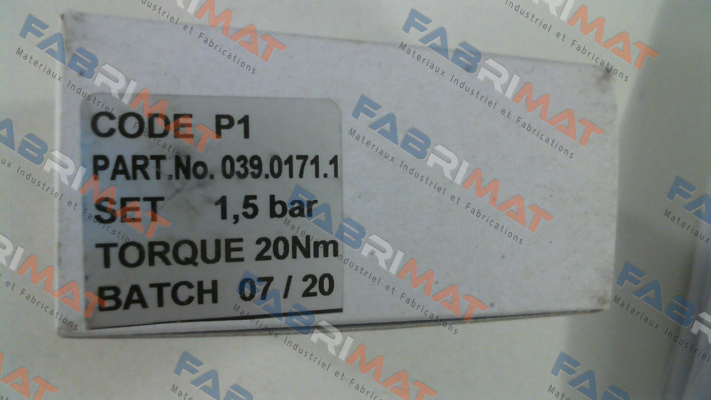 CODE P1
PART.No. 039.0171.1
SET 1,5 bar
TORQUE 20Nm
BATCH 07 / 20
FABRIMAT
Materiaux Industriel et Fabrications